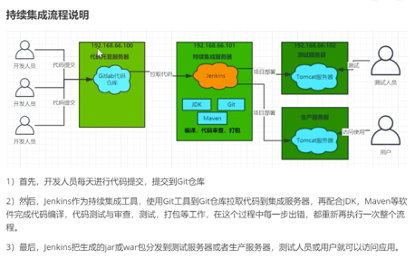 持续集成流程说明
192.168.66.100
代码托管服务器
192.168.66.101
持续集成服务器
192.168.66.102
测试服务器
开发人员
代码提交
Gitlab代码
仓库
拉取代码
Jenkins
项目部署
Tomcat服务器
测试
测试人员
开发人员
代码提交
JDK
Git
Maven
编译，代码审查，打包
项目部署
生产服务器
Tomcat服务器
访问使用
用户
开发人员
1）首先，开发人员每天进行代码提交，提交到Git仓库
2）然后，Jenkins作为持续集成工具，使用Git工具到Git仓库拉取代码到集成服务器，再配合JDK，Maven等软
件完成代码编译，代码测试与审查，测试，打包等工作，在这个过程中每一步出错，都重新再执行一次整个流
程。
3）最后，Jenkins把生成的jar或war包分发到测试服务器或者生产服务器，测试人员或用户就可以访问应用。